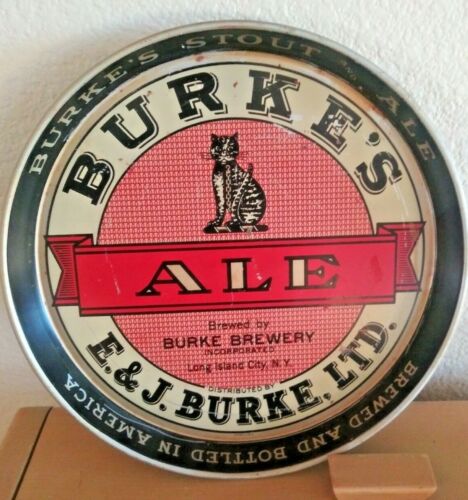 BURKE'S STOUT AND ALE
BURKE'S
ALE
Brewed by
BURKE BREWERY
INCORPORATED
Long Island City, N.Y.
DISTRIBUTED BY
E. & J. BURKE, LTD.
BREWED AND BOTTLED IN AMERICA